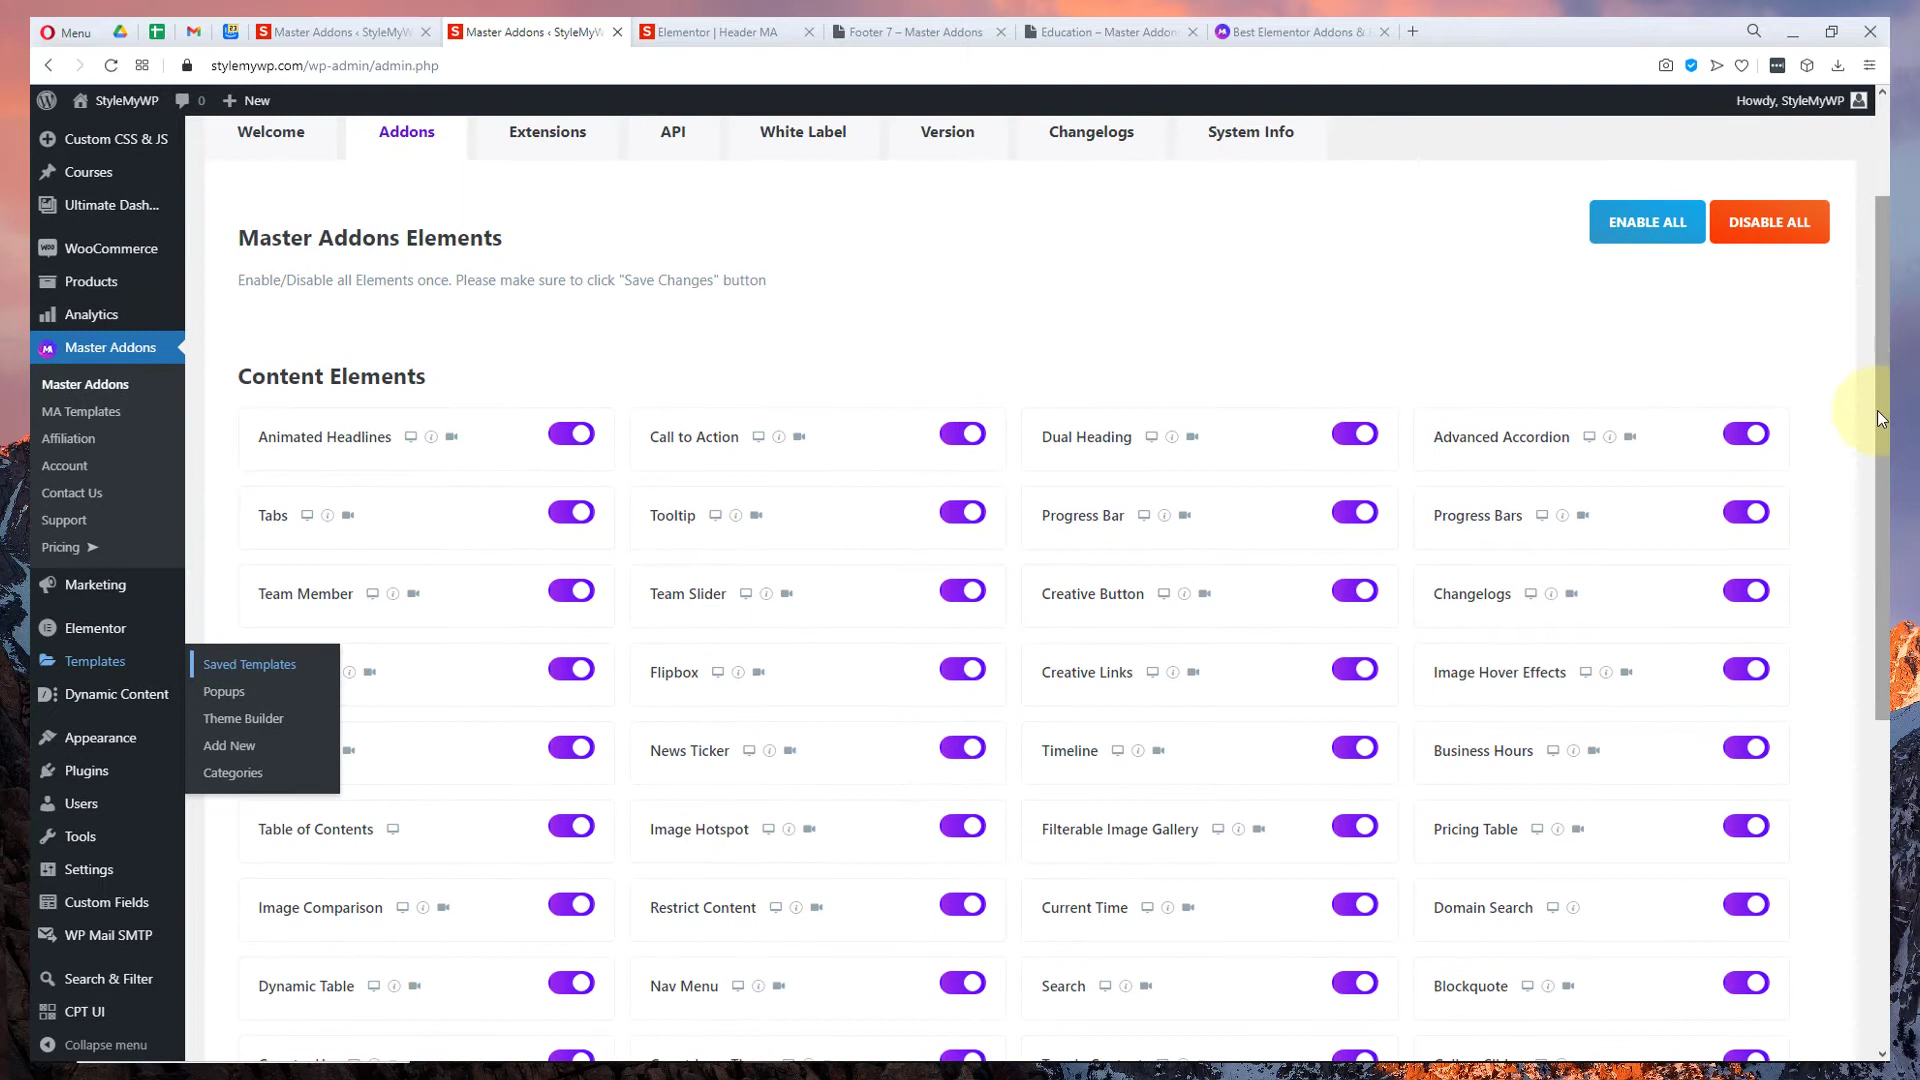 Menu
Master Addons ‹ StyleMyW
Master Addons ‹ StyleMyW
Elementor | Header MA
Footer 7 – Master Addons
Education – Master Addon
Best Elementor Addons &
stylemywp.com/wp-admin/admin.php
StyleMyWP
0
New
Howdy, StyleMyWP
Custom CSS & JS
Courses
Ultimate Dash...
WooCommerce
Products
Analytics
Master Addons
Master Addons
MA Templates
Affiliation
Account
Contact Us
Support
Pricing ➤
Marketing
Elementor
Templates
Dynamic Content
Appearance
Plugins
Users
Tools
Settings
Custom Fields
WP Mail SMTP
Search & Filter
CPT UI
Collapse menu
Saved Templates
Popups
Theme Builder
Add New
Categories
Welcome
Addons
Extensions
API
White Label
Version
Changelogs
System Info
Master Addons Elements
ENABLE ALL
DISABLE ALL
Enable/Disable all Elements once. Please make sure to click "Save Changes" button
Content Elements
Animated Headlines
Call to Action
Dual Heading
Advanced Accordion
Tabs
Tooltip
Progress Bar
Progress Bars
Team Member
Team Slider
Creative Button
Changelogs
Flipbox
Creative Links
Image Hover Effects
News Ticker
Timeline
Business Hours
Table of Contents
Image Hotspot
Filterable Image Gallery
Pricing Table
Image Comparison
Restrict Content
Current Time
Domain Search
Dynamic Table
Nav Menu
Search
Blockquote